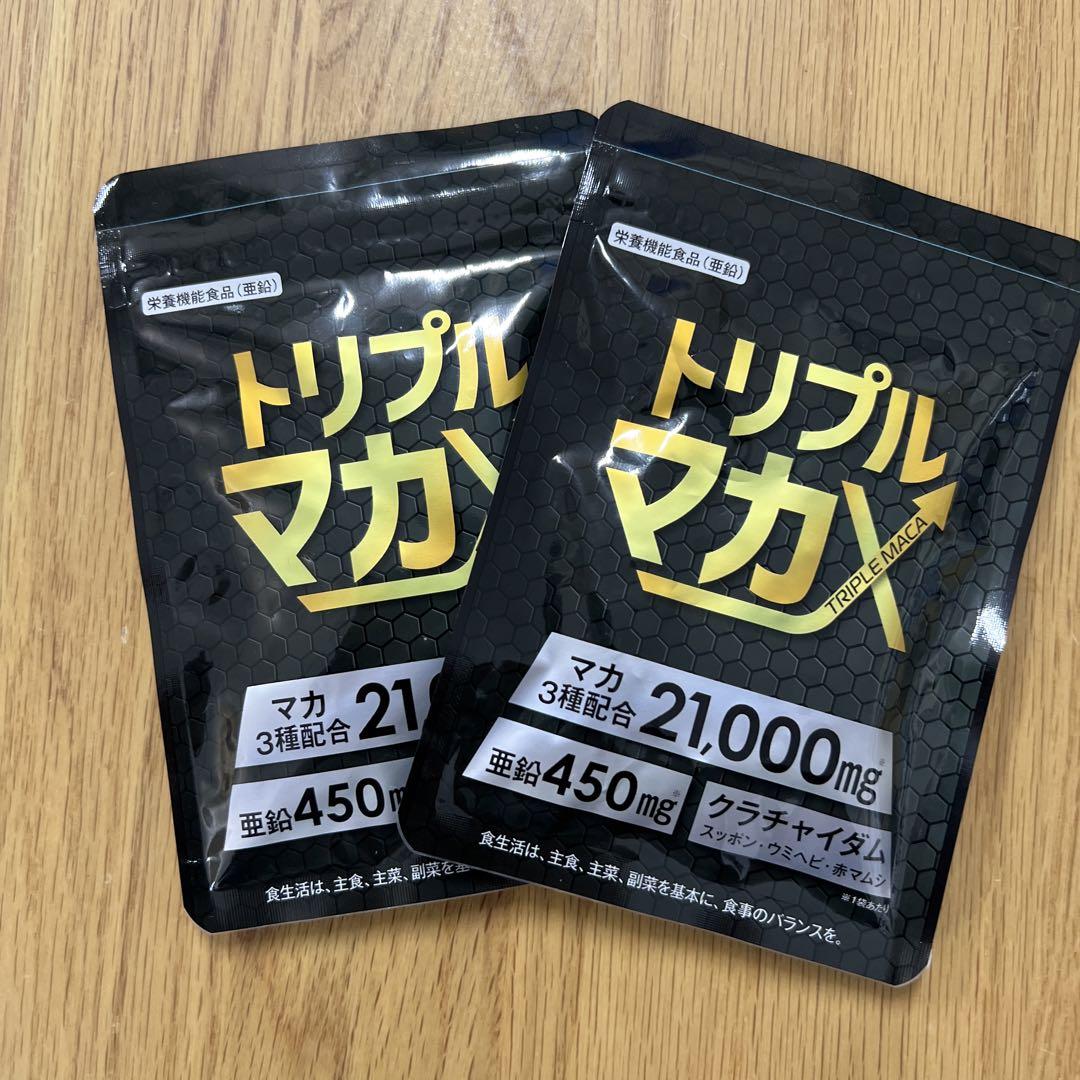 栄養機能食品(亜鉛)
トリプル
マカX
マカ
3種配合 21,
亜鉛450m
食生活は、主食、主菜、副菜を基
栄養機能食品(亜鉛)
トリプル
マカX
TRIPLE MACA
マカ
3種配合 21,000mg※
亜鉛450mg※
クラチャイダム
スッポン・ウミヘビ・赤マムシ
※1袋あたり
食生活は、主食、主菜、副菜を基本に、食事のバランスを。